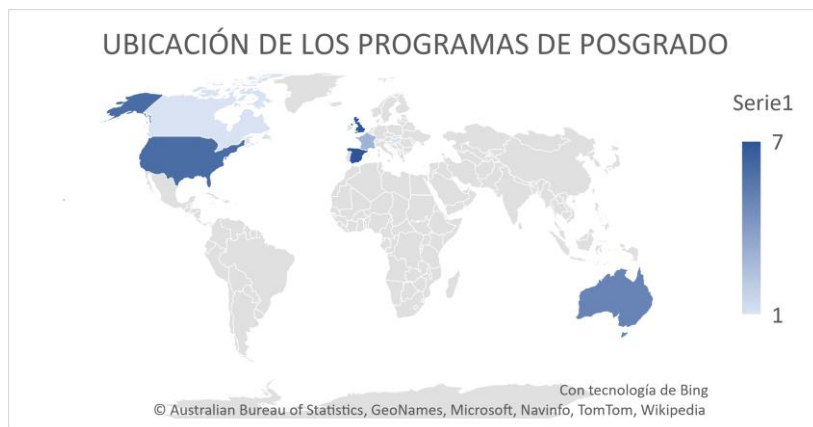 UBICACIÓN DE LOS PROGRAMAS DE POSGRADO
Serie1
7
1
Con tecnología de Bing
© Australian Bureau of Statistics, GeoNames, Microsoft, Navinfo, TomTom, Wikipedia